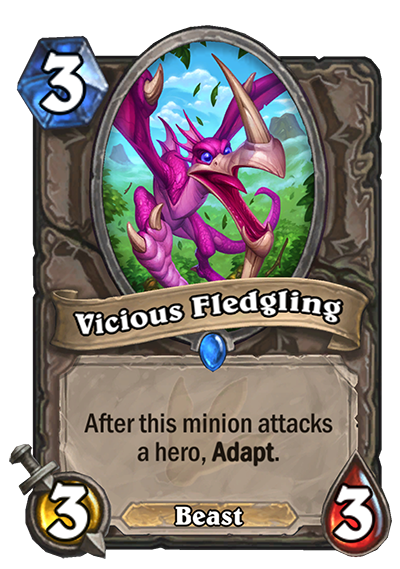 3
Vicious Fledgling
After this minion attacks
a hero, Adapt.
3
Beast
3